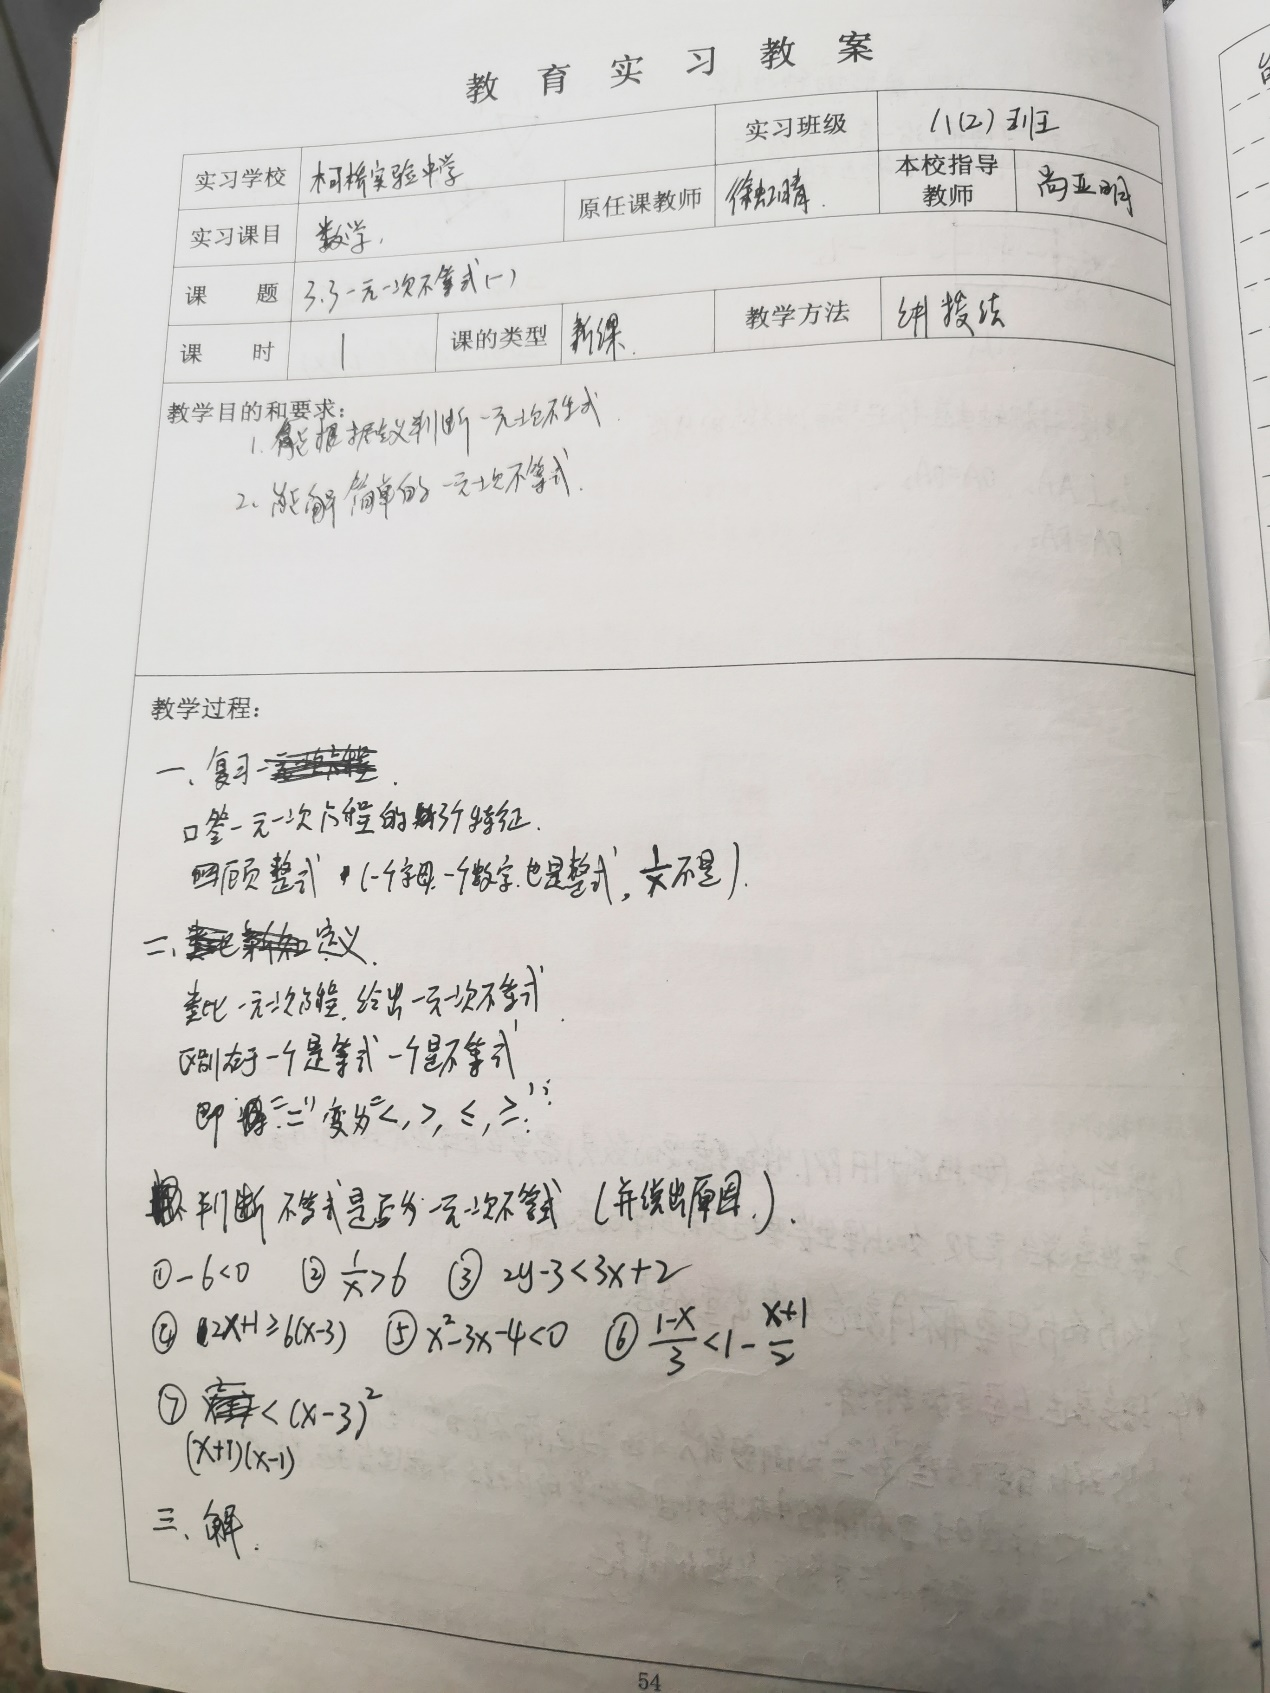 教育实习教案
实习学校 柯桥实验中学 实习班级 八(2)班
实习课目 数学. 原任课教师 徐虹晴. 本校指导教师 尚亚明
课 题 3.3 一元一次不等式(一)
课 时 1 课的类型 新课. 教学方法 讲授法
教学目的和要求:
1. 能根据定义判断一元一次不等式.
2. 能解简单的一元一次不等式.
教学过程:
一、复习
口答一元一次方程的3个特征.
回顾整式 (一个字母、一个数字.也是整式, 1/x 不是).
二、定义.
类比一元一次方程.给出一元一次不等式.
区别在于一个是等式 一个是不等式
即 "=" 变为"<, >, ≤, ≥."
判断不等式是否为一元一次不等式 (并说出原因.).
① -6<0 ② 1/x>6 ③ 2y-3<3x+2
④ 2x+1≥6(x-3) ⑤ x²-3x-4<0 ⑥ (1-x)/3<1-(x+1)/2
⑦ <(x-3)²
(x+1)(x-1)
三、解.
54